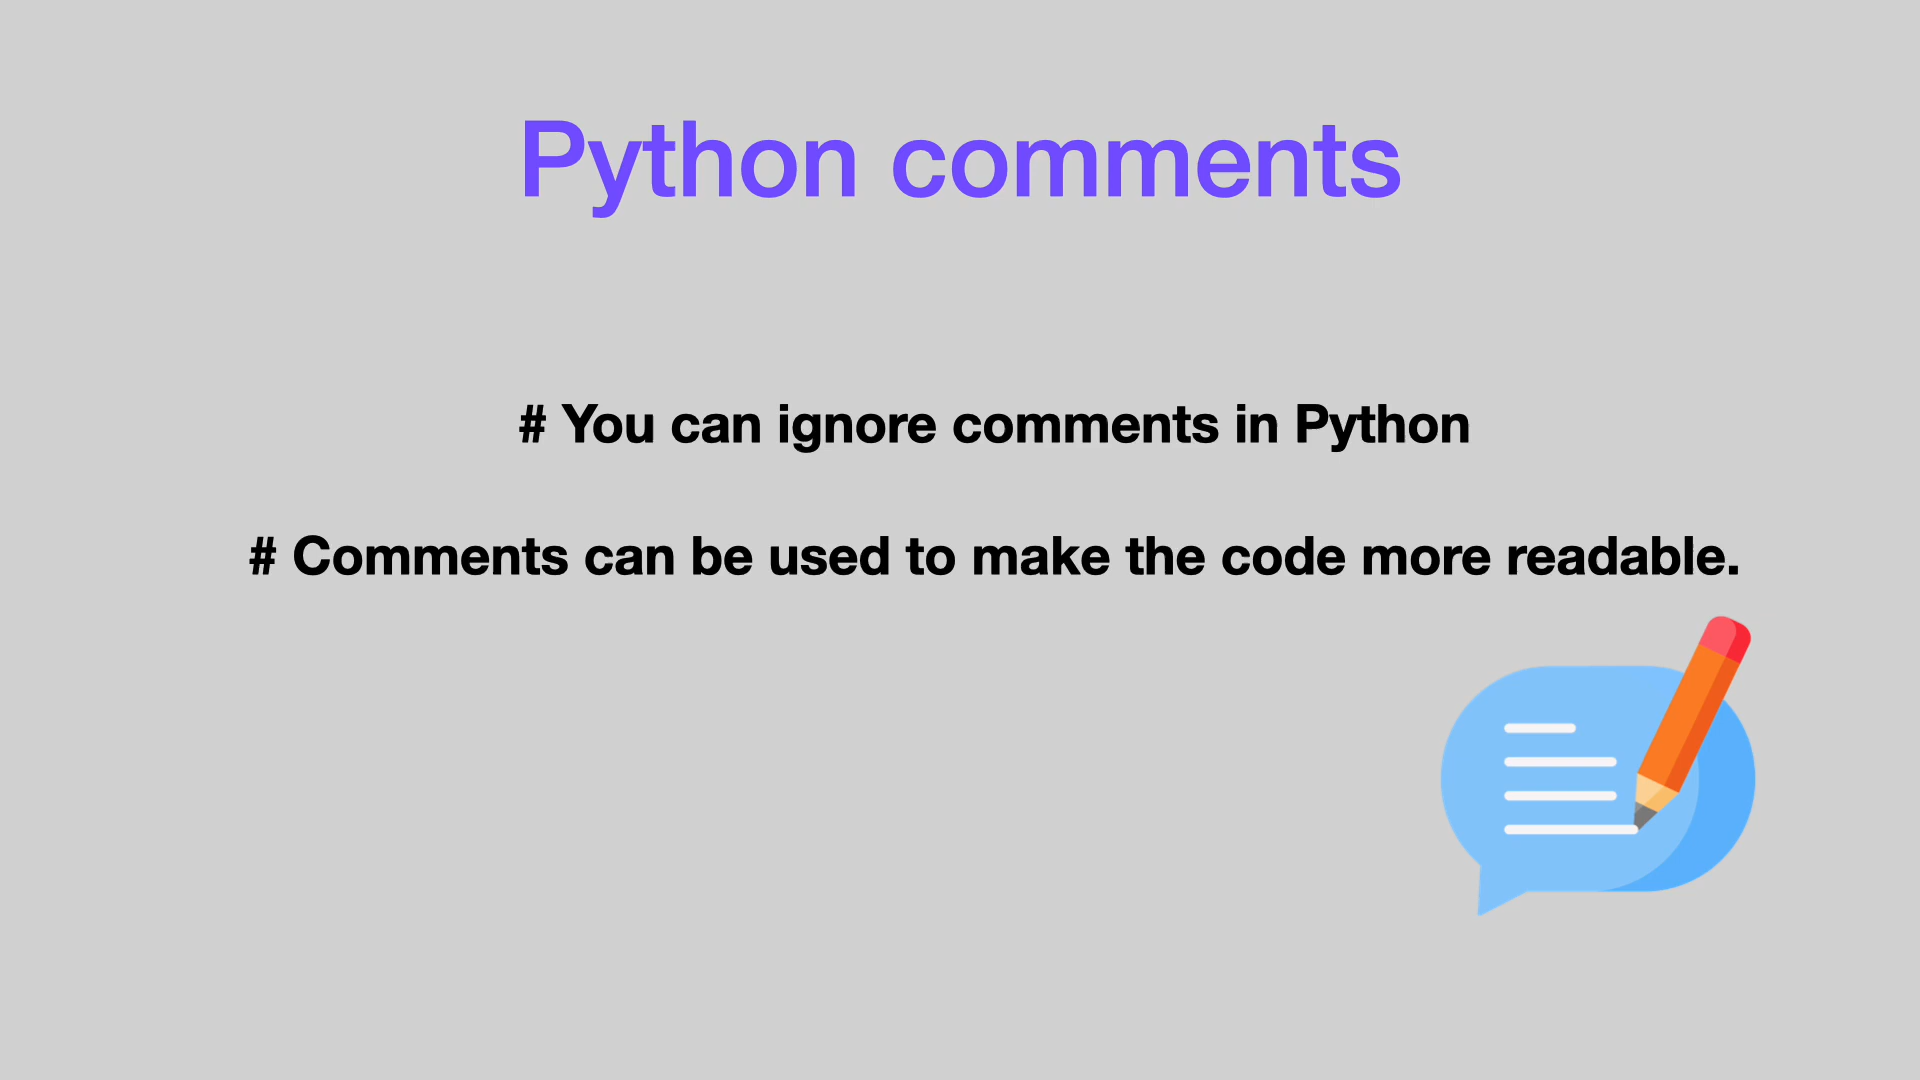 Python comments
# You can ignore comments in Python
# Comments can be used to make the code more readable.